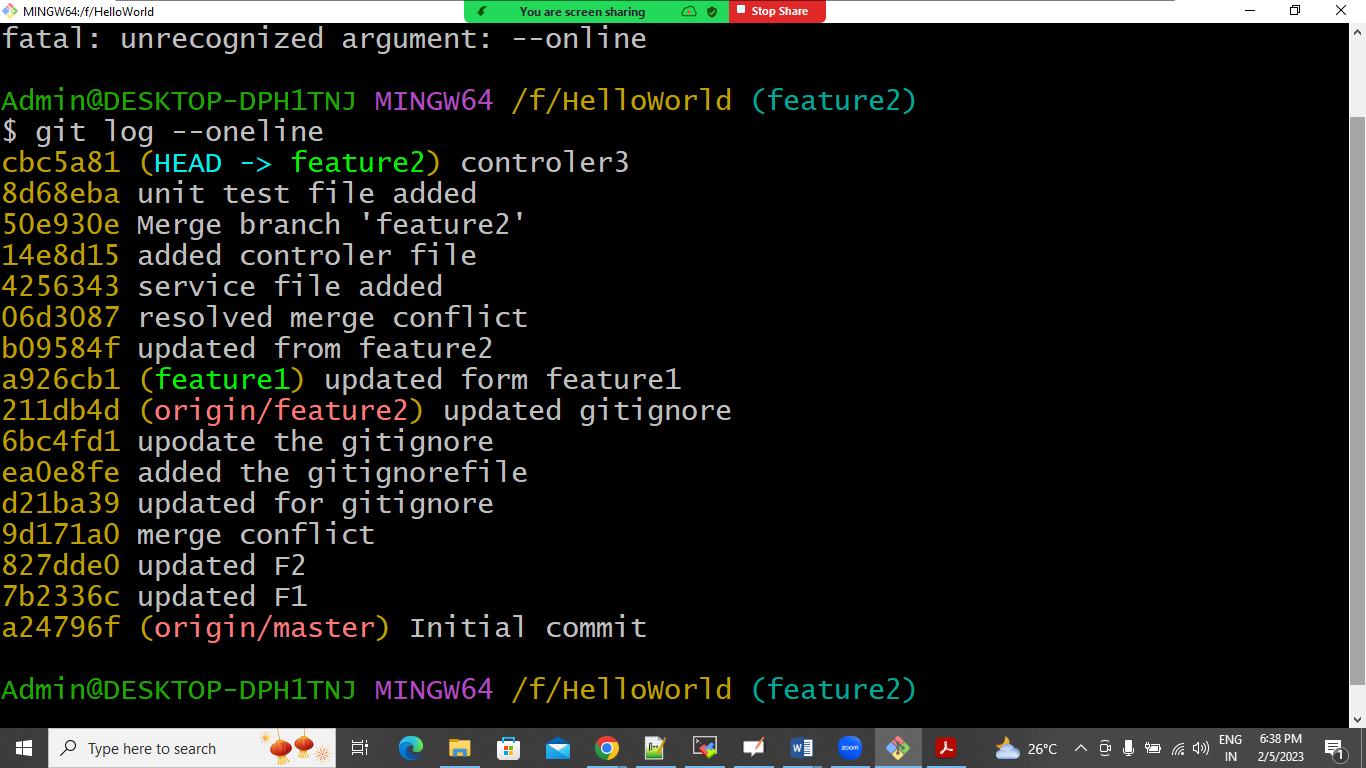 MINGW64:/f/HelloWorld
You are screen sharing
Stop Share
fatal: unrecognized argument: --online
Admin@DESKTOP-DPH1TNJ MINGW64 /f/HelloWorld (feature2)
$ git log --oneline
cbc5a81 (HEAD -> feature2) controler3
8d68eba unit test file added
50e930e Merge branch 'feature2'
14e8d15 added controler file
4256343 service file added
06d3087 resolved merge conflict
b09584f updated from feature2
a926cb1 (feature1) updated form feature1
211db4d (origin/feature2) updated gitignore
6bc4fd1 upodate the gitignore
ea0e8fe added the gitignorefile
d21ba39 updated for gitignore
9d171a0 merge conflict
827dde0 updated F2
7b2336c updated F1
a24796f (origin/master) Initial commit
Admin@DESKTOP-DPH1TNJ MINGW64 /f/HelloWorld (feature2)
Type here to search
zoom
26°C
ENG
IN
6:38 PM
2/5/2023
1